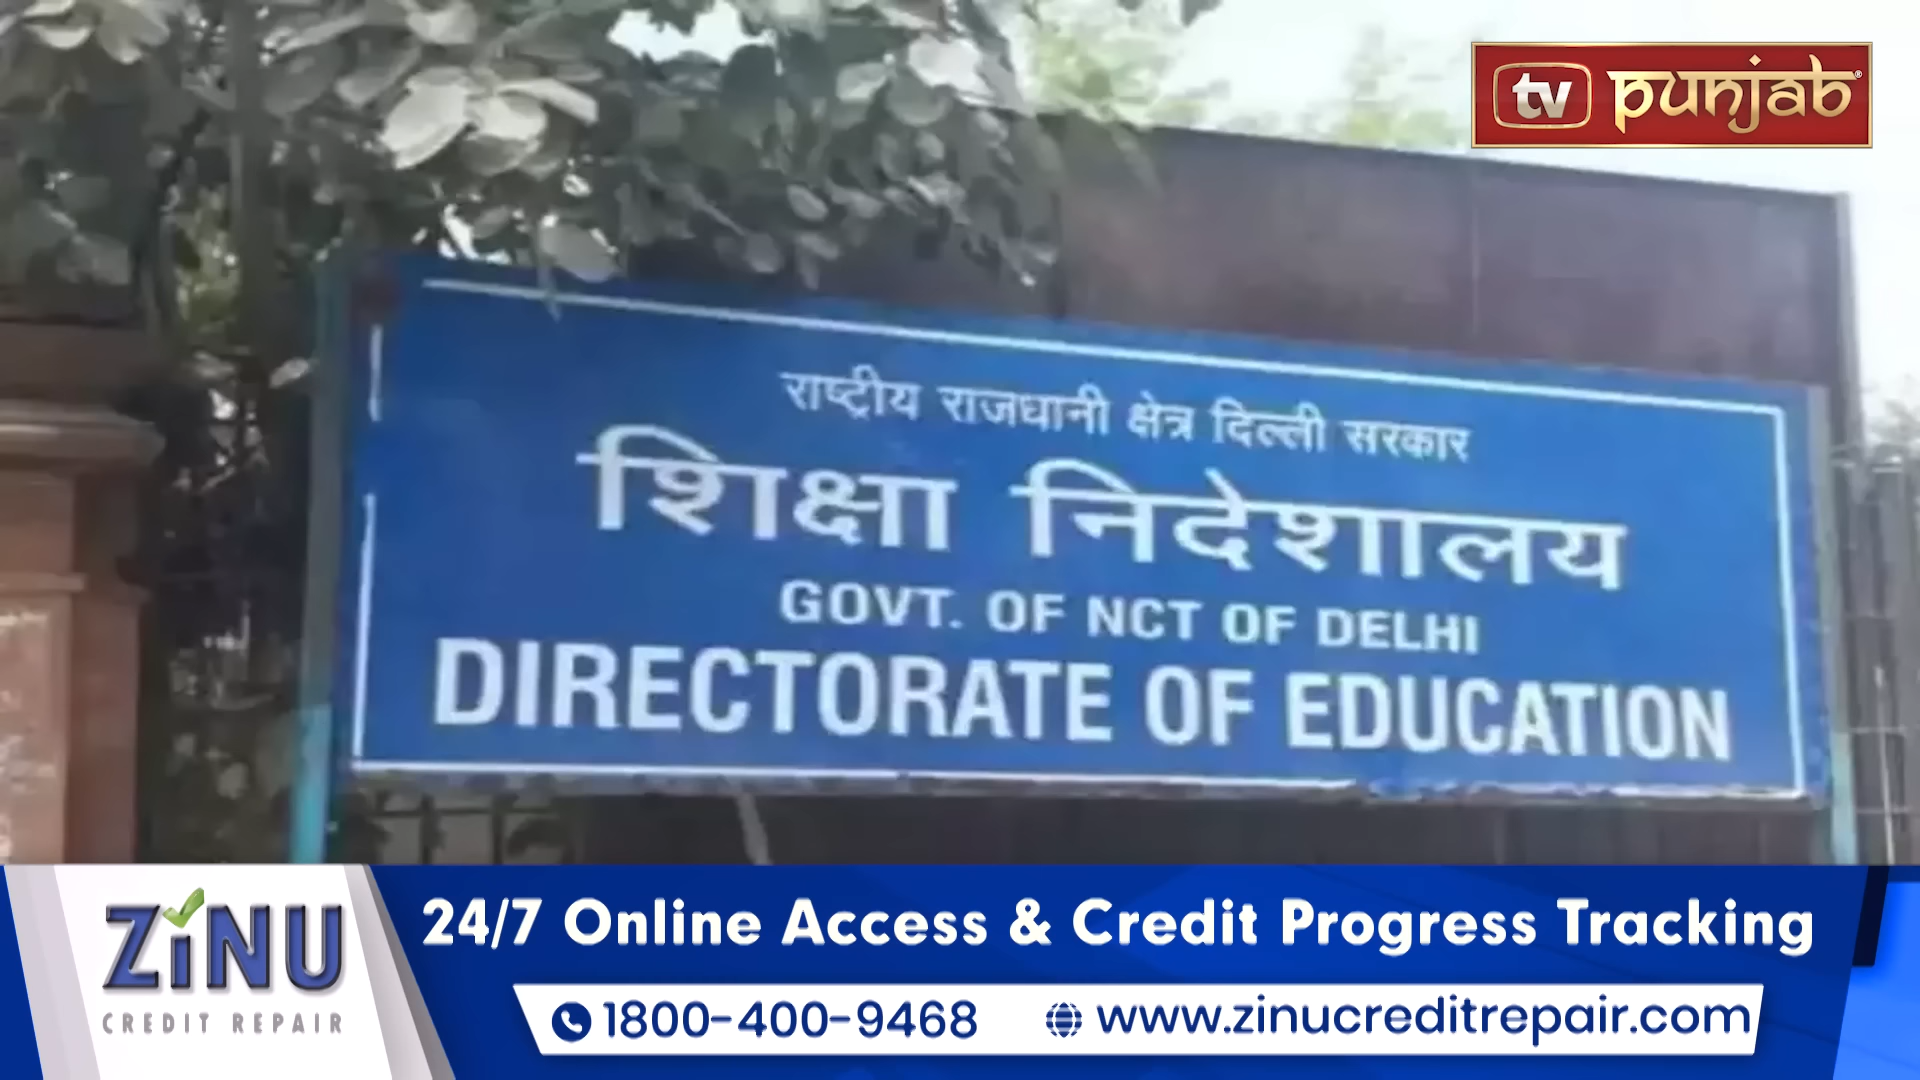 tv punjab®
राष्ट्रीय राजधानी क्षेत्र दिल्ली सरकार
शिक्षा निदेशालय
GOVT. OF NCT OF DELHI
DIRECTORATE OF EDUCATION
ZiNU
CREDIT REPAIR
24/7 Online Access & Credit Progress Tracking
1800-400-9468 www.zinucreditrepair.com